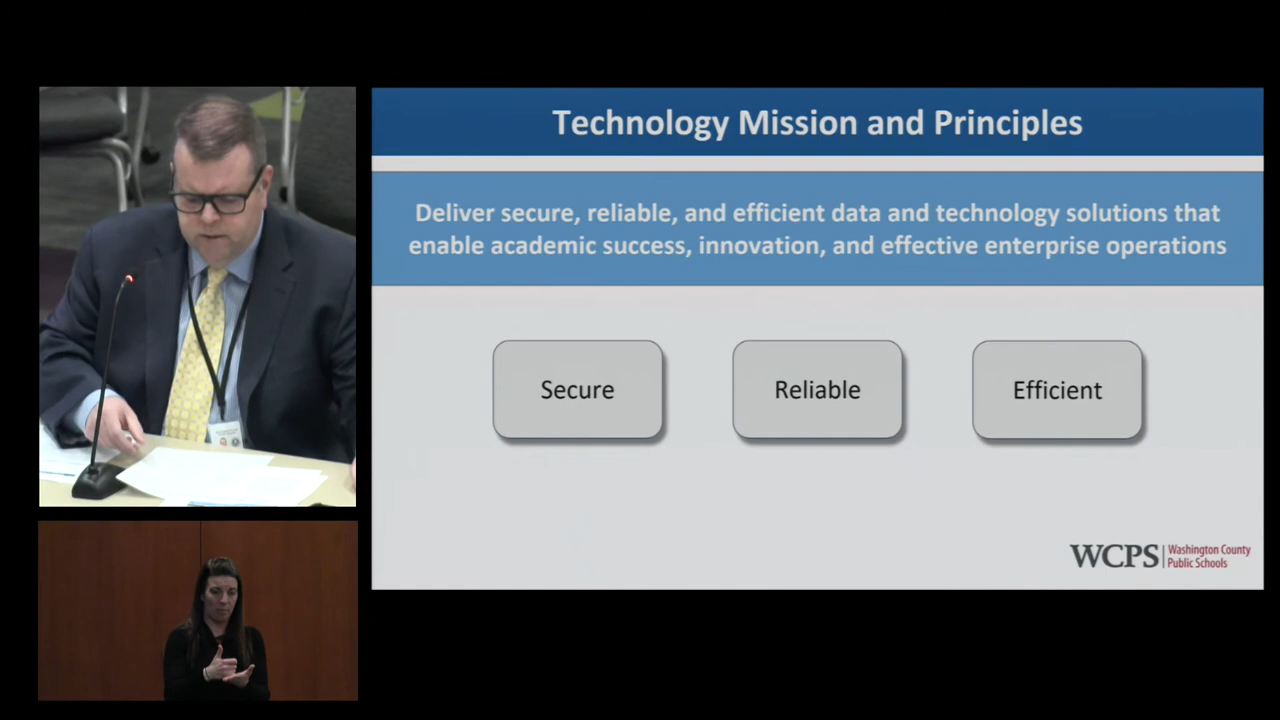 Technology Mission and Principles
Deliver secure, reliable, and efficient data and technology solutions that
enable academic success, innovation, and effective enterprise operations
Secure
Reliable
Efficient
WCPS
Washington County
Public Schools